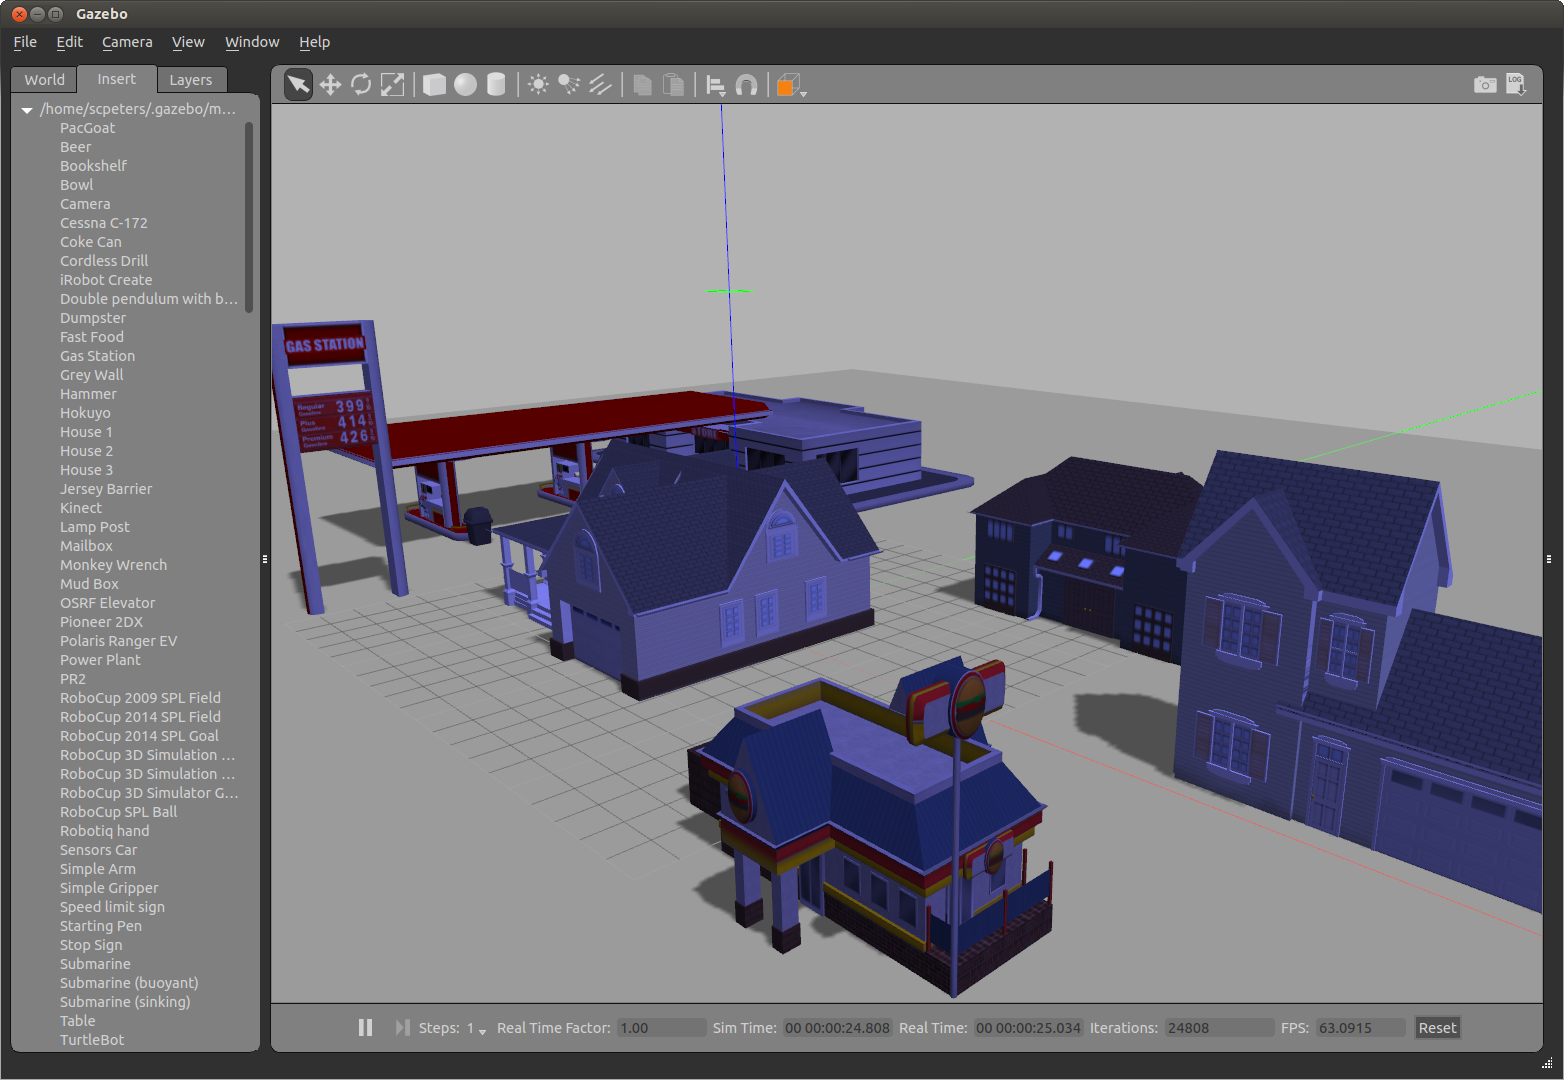 Gazebo
File Edit Camera View Window Help
World Insert Layers
LOG
/home/scpeters/.gazebo/m...
PacGoat
Beer
Bookshelf
Bowl
Camera
Cessna C-172
Coke Can
Cordless Drill
iRobot Create
Double pendulum with b...
Dumpster
Fast Food
Gas Station
Grey Wall
Hammer
Hokuyo
House 1
House 2
House 3
Jersey Barrier
Kinect
Lamp Post
Mailbox
Monkey Wrench
Mud Box
OSRF Elevator
Pioneer 2DX
Polaris Ranger EV
Power Plant
PR2
RoboCup 2009 SPL Field
RoboCup 2014 SPL Field
RoboCup 2014 SPL Goal
RoboCup 3D Simulation ...
RoboCup 3D Simulation ...
RoboCup 3D Simulator G...
RoboCup SPL Ball
Robotiq hand
Sensors Car
Simple Arm
Simple Gripper
Speed limit sign
Starting Pen
Stop Sign
Submarine
Submarine (buoyant)
Submarine (sinking)
Table
TurtleBot
GAS STATION
Regular Gasoline 399
Plus Gasoline 414
Premium Gasoline 426
Steps: 1 Real Time Factor: 1.00 Sim Time: 00 00:00:24.808 Real Time: 00 00:00:25.034 Iterations: 24808 FPS: 63.0915 Reset